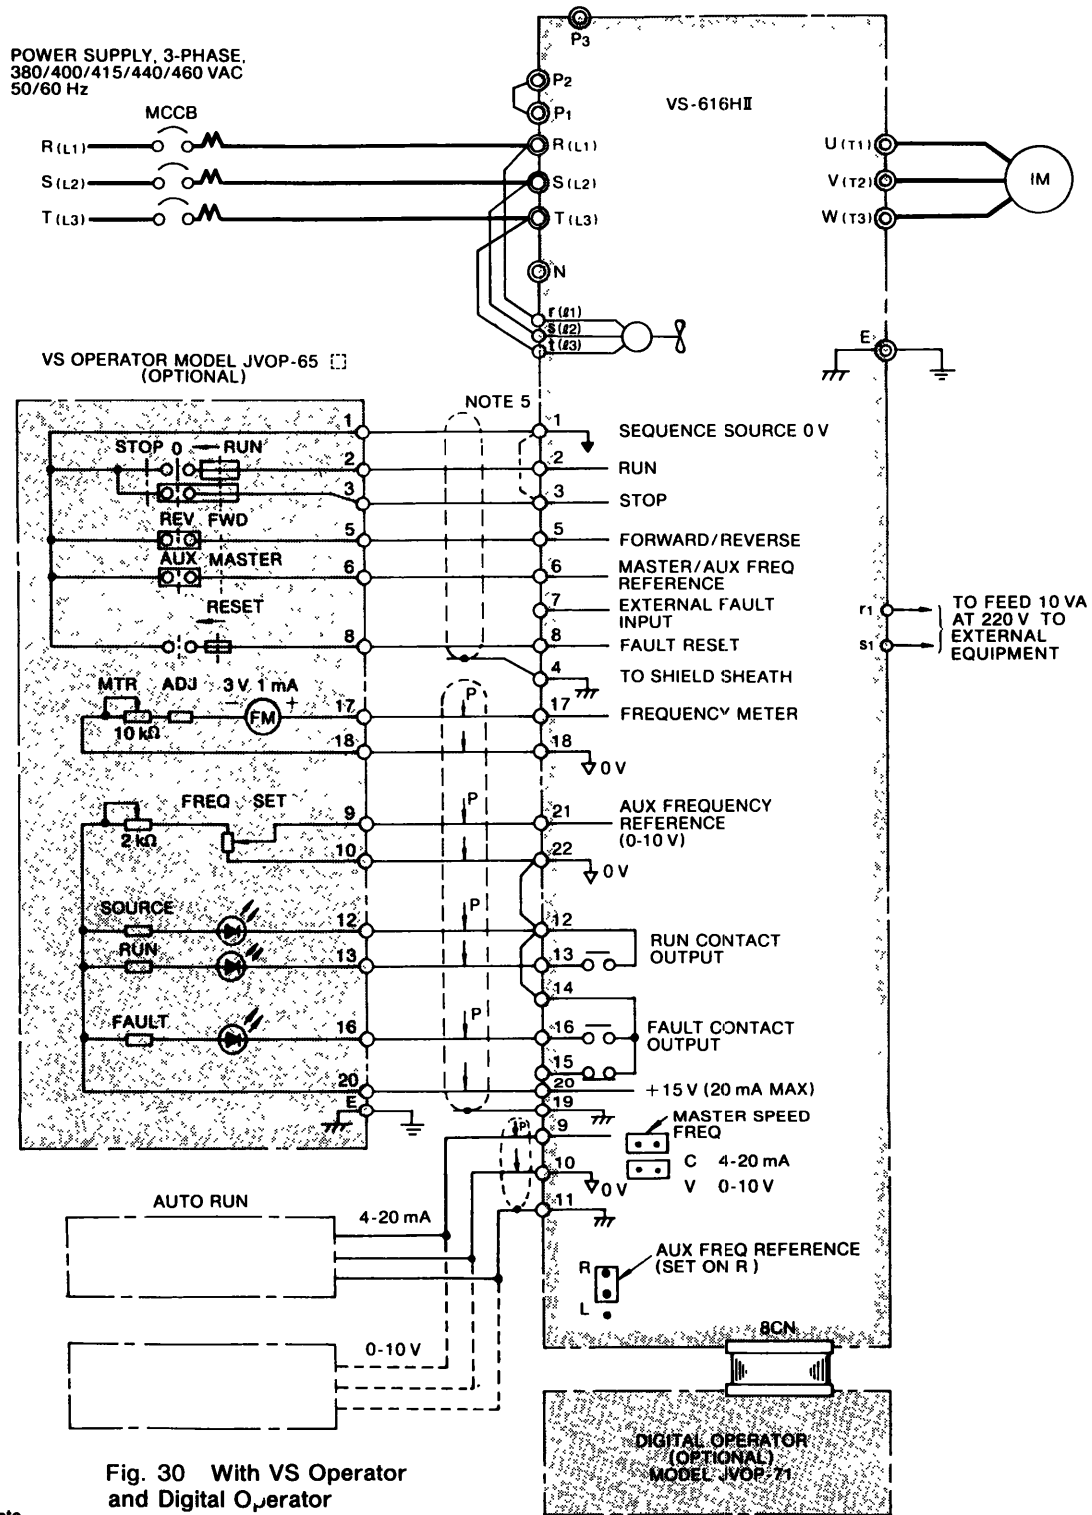 P3
POWER SUPPLY, 3-PHASE,
380/400/415/440/460 VAC
50/60 Hz
P2
P1
VS-616HII
MCCB
R (L1)
R (L1)
U (T1)
S (L2)
S (L2)
V (T2)
IM
T (L3)
T (L3)
W (T3)
N
r (ℓ1)
s (ℓ2)
t (ℓ3)
E
VS OPERATOR MODEL JVOP-65 □
(OPTIONAL)
NOTE 5
1
1
SEQUENCE SOURCE 0 V
STOP 0 ← RUN
2
2
RUN
3
3
STOP
REV FWD
5
5
FORWARD/REVERSE
AUX MASTER
6
6
MASTER/AUX FREQ
REFERENCE
7
EXTERNAL FAULT
INPUT
r1
s1
TO FEED 10 VA
AT 220 V TO
EXTERNAL
EQUIPMENT
RESET
8
8
FAULT RESET
4
TO SHIELD SHEATH
MTR ADJ 3 V 1 mA
− FM +
10 kΩ
17
P
17
FREQUENCY METER
18
18
0 V
FREQ SET
2 kΩ
9
P
21
AUX FREQUENCY
REFERENCE
(0-10 V)
10
22
0 V
SOURCE
12
P
12
RUN CONTACT
OUTPUT
RUN
13
13
14
FAULT
16
P
16
FAULT CONTACT
OUTPUT
15
20
20
+15 V (20 mA MAX)
E
19
P
9
MASTER SPEED
FREQ
10
0 V
C 4-20 mA
V 0-10 V
11
AUTO RUN
4-20 mA
R
L
AUX FREQ REFERENCE
(SET ON R )
0-10 V
8CN
DIGITAL OPERATOR
(OPTIONAL)
MODEL JVOP-71
Fig. 30 With VS Operator
and Digital Operator